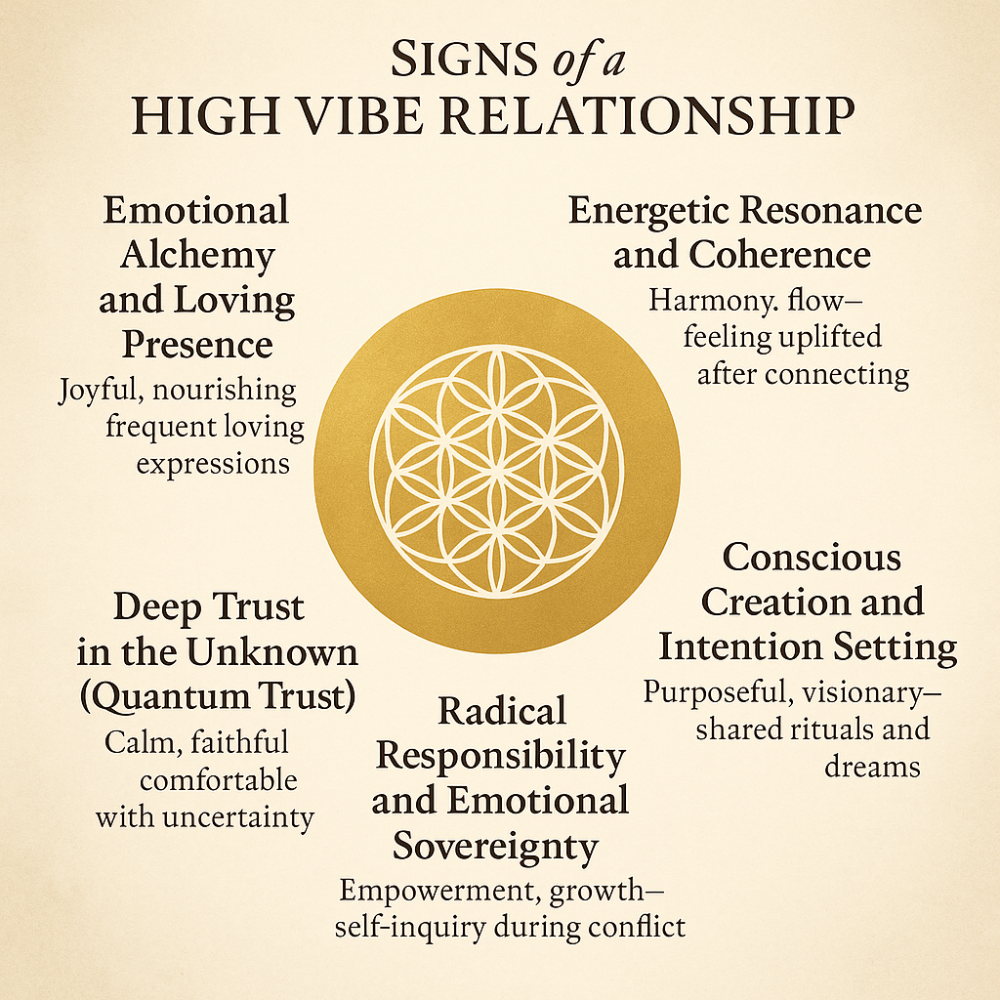 SIGNS of a
HIGH VIBE RELATIONSHIP
Emotional
Alchemy
and Loving
Presence
Joyful, nourishing
frequent loving
expressions
Energetic Resonance
and Coherence
Harmony. flow—
feeling uplifted
after connecting
Deep Trust
in the Unknown
(Quantum Trust)
Calm, faithful
comfortable
with uncertainty
Radical
Responsibility
and Emotional
Sovereignty
Empowerment, growth—
self-inquiry during conflict
Conscious
Creation and
Intention Setting
Purposeful, visionary—
shared rituals and
dreams